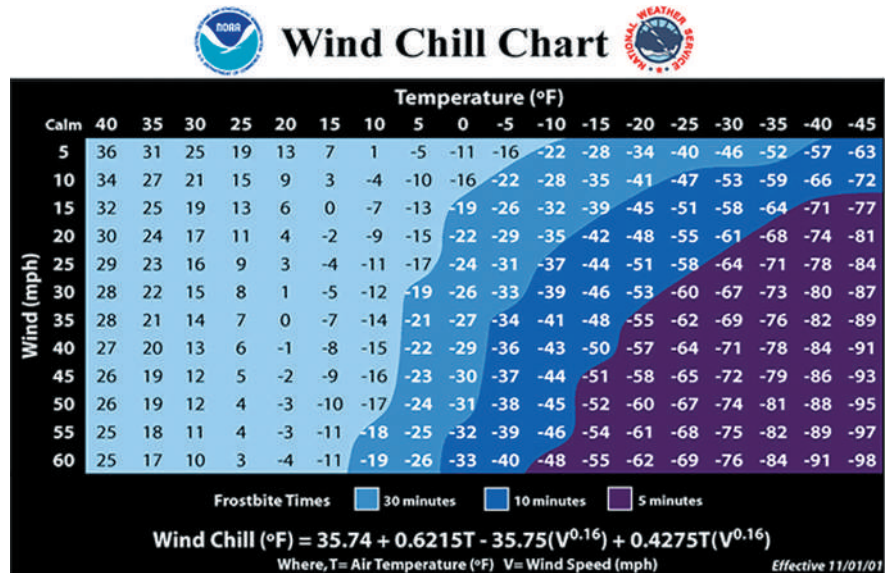 NOAA
Wind Chill Chart
NATIONAL WEATHER SERVICE
Temperature (ºF)
Calm 40 35 30 25 20 15 10 5 0 -5 -10 -15 -20 -25 -30 -35 -40 -45
5 36 31 25 19 13 7 1 -5 -11 -16 -22 -28 -34 -40 -46 -52 -57 -63
10 34 27 21 15 9 3 -4 -10 -16 -22 -28 -35 -41 -47 -53 -59 -66 -72
15 32 25 19 13 6 0 -7 -13 -19 -26 -32 -39 -45 -51 -58 -64 -71 -77
20 30 24 17 11 4 -2 -9 -15 -22 -29 -35 -42 -48 -55 -61 -68 -74 -81
25 29 23 16 9 3 -4 -11 -17 -24 -31 -37 -44 -51 -58 -64 -71 -78 -84
30 28 22 15 8 1 -5 -12 -19 -26 -33 -39 -46 -53 -60 -67 -73 -80 -87
35 28 21 14 7 0 -7 -14 -21 -27 -34 -41 -48 -55 -62 -69 -76 -82 -89
40 27 20 13 6 -1 -8 -15 -22 -29 -36 -43 -50 -57 -64 -71 -78 -84 -91
45 26 19 12 5 -2 -9 -16 -23 -30 -37 -44 -51 -58 -65 -72 -79 -86 -93
50 26 19 12 4 -3 -10 -17 -24 -31 -38 -45 -52 -60 -67 -74 -81 -88 -95
55 25 18 11 4 -3 -11 -18 -25 -32 -39 -46 -54 -61 -68 -75 -82 -89 -97
60 25 17 10 3 -4 -11 -19 -26 -33 -40 -48 -55 -62 -69 -76 -84 -91 -98
Wind (mph)
Frostbite Times 30 minutes 10 minutes 5 minutes
Wind Chill (ºF) = 35.74 + 0.6215T - 35.75(V^0.16) + 0.4275T(V^0.16)
Where, T= Air Temperature (ºF) V= Wind Speed (mph)
Effective 11/01/01